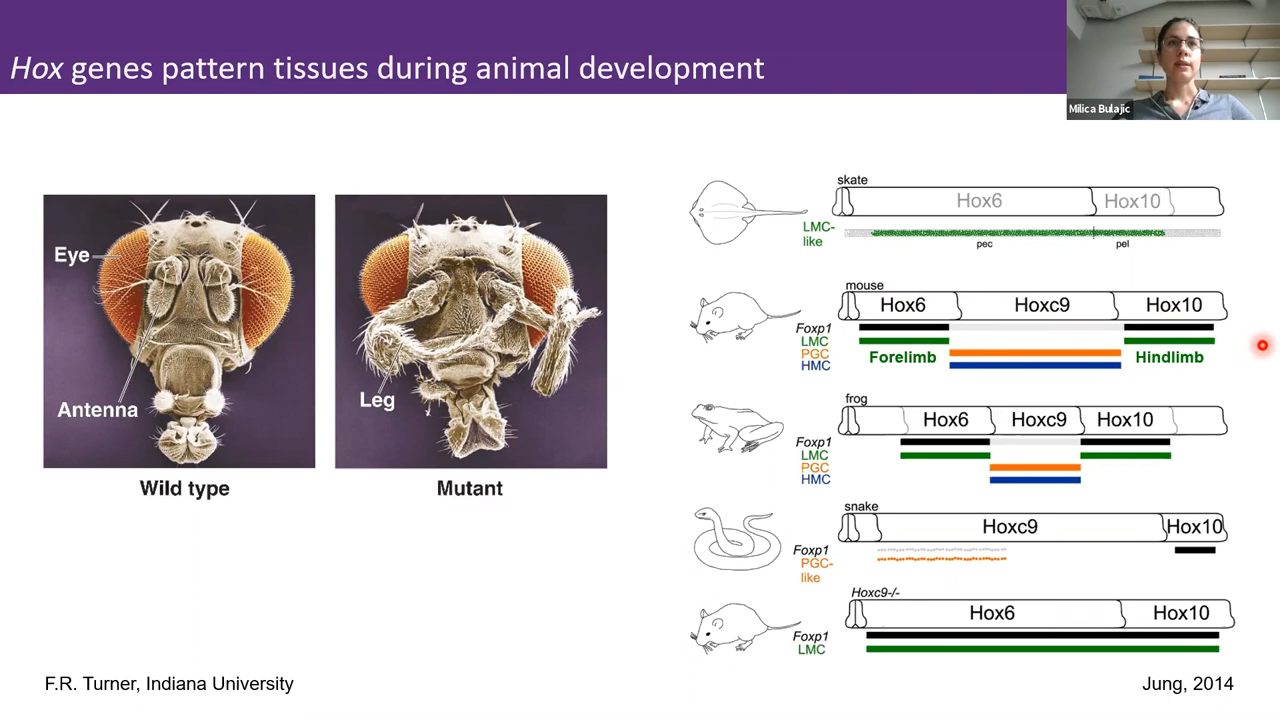 Hox genes pattern tissues during animal development
Milica Bulajic
Eye
Antenna
Wild type
Leg
Mutant
skate
Hox6 Hox10
LMC-
like
pec pel
mouse
Hox6 Hoxc9 Hox10
Foxp1
LMC
PGC
HMC
Forelimb Hindlimb
frog
Hox6 Hoxc9 Hox10
Foxp1
LMC
PGC
HMC
snake
Hoxc9 Hox10
Foxp1
PGC-
like
Hoxc9-/-
Hox6 Hox10
Foxp1
LMC
F.R. Turner, Indiana University
Jung, 2014